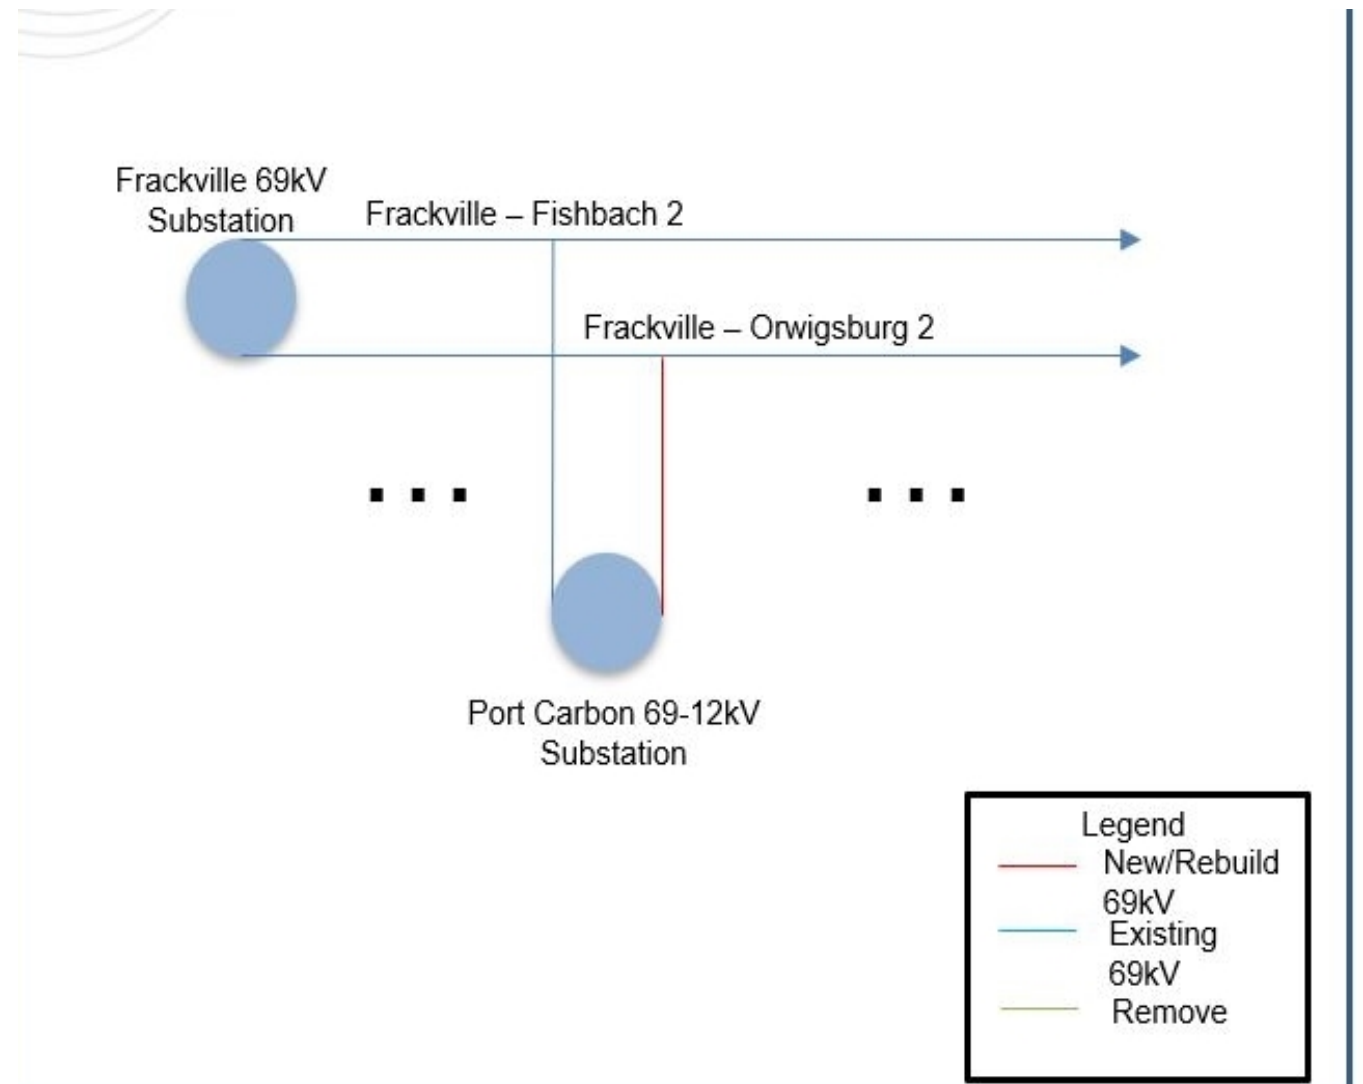 Frackville 69kV
Substation
Frackville – Fishbach 2
Frackville – Orwigsburg 2
. . .
. . .
Port Carbon 69-12kV
Substation
Legend
New/Rebuild
69kV
Existing
69kV
Remove